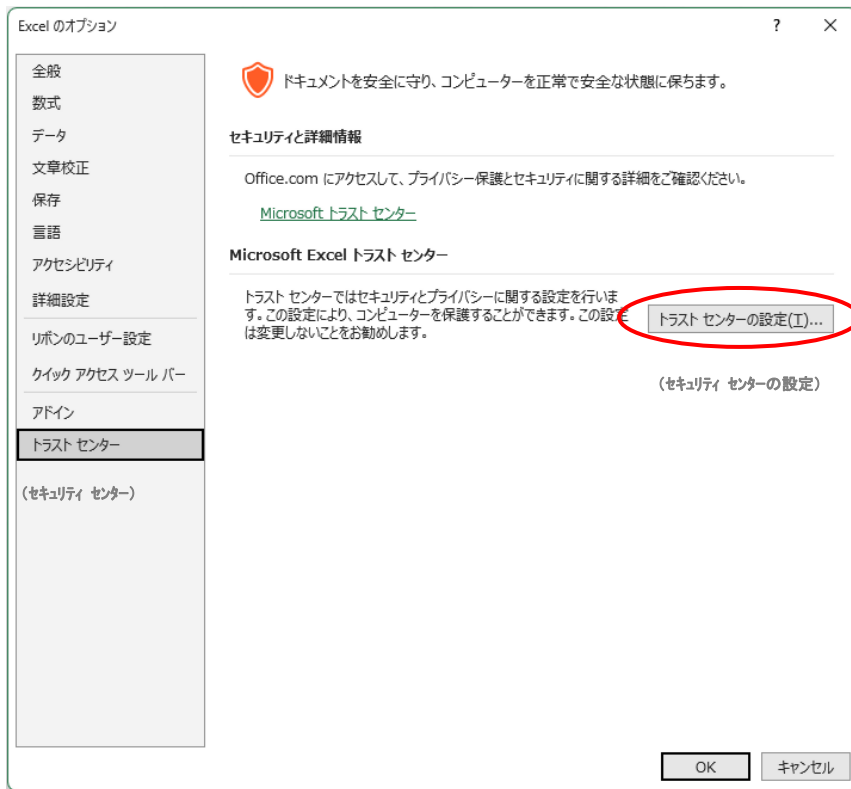 Excel のオプション
?
×
全般
数式
データ
文章校正
保存
言語
アクセシビリティ
詳細設定
リボンのユーザー設定
クイック アクセス ツール バー
アドイン
トラスト センター
(セキュリティ センター)
ドキュメントを安全に守り、コンピューターを正常で安全な状態に保ちます。
セキュリティと詳細情報
Office.com にアクセスして、プライバシー保護とセキュリティに関する詳細をご確認ください。
Microsoft トラスト センター
Microsoft Excel トラスト センター
トラスト センターではセキュリティとプライバシーに関する設定を行いま
す。この設定により、コンピューターを保護することができます。この設定
は変更しないことをお勧めします。
トラスト センターの設定(T)...
(セキュリティ センターの設定)
OK
キャンセル